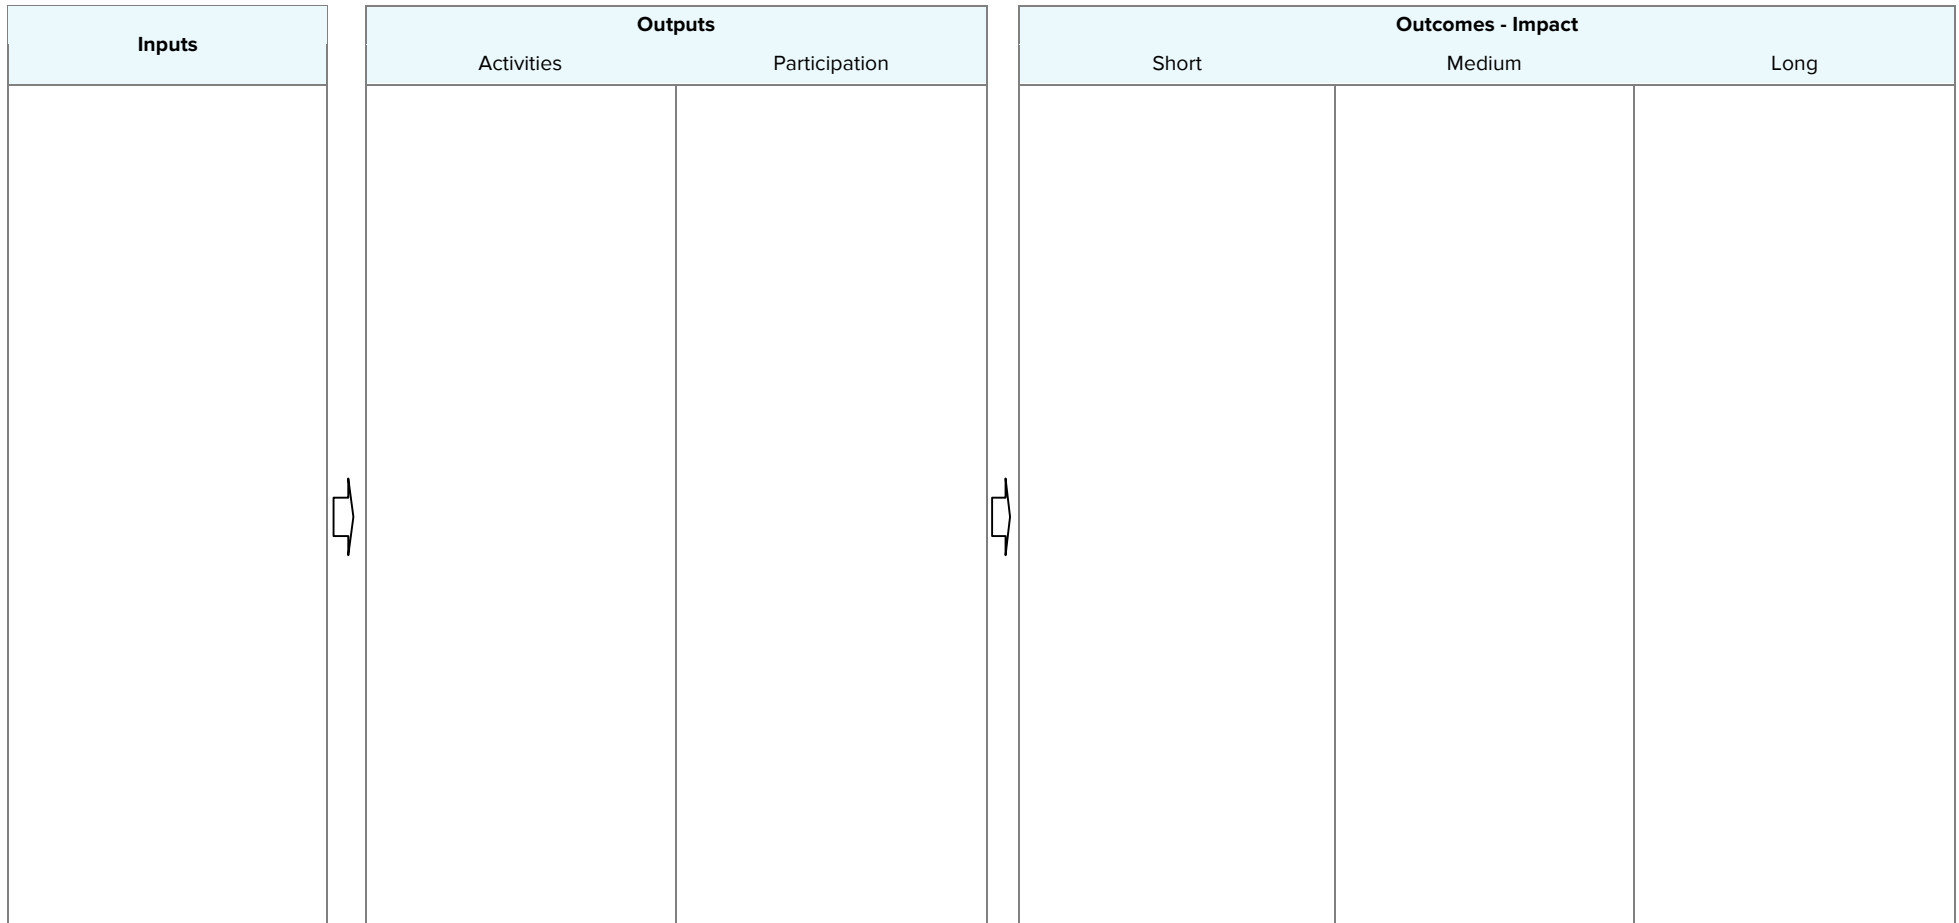 Inputs
Outputs
Activities Participation
Outcomes - Impact
Short Medium Long